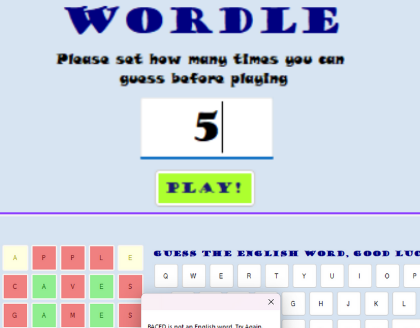 WORDLE
Please set how many times you can
guess before playing
5
PLAY!
GUESS THE ENGLISH WORD, GOOD LUC
A P P L E
Q W E R T Y U I O P
C A V E S
G H J K L
G A M E S
BACED is not an English word. Try Again